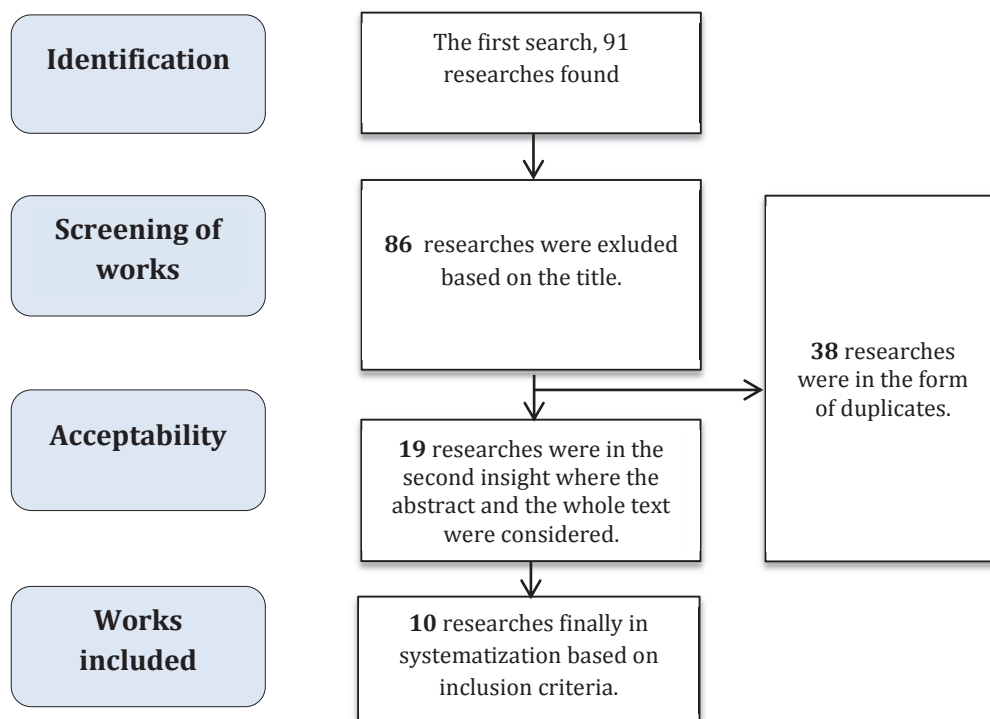 Identification
The first search, 91
researches found
Screening of
works
86 researches were exluded
based on the title.
38 researches
were in the form
of duplicates.
Acceptability
19 researches were in the
second insight where the
abstract and the whole text
were considered.
Works
included
10 researches finally in
systematization based on
inclusion criteria.